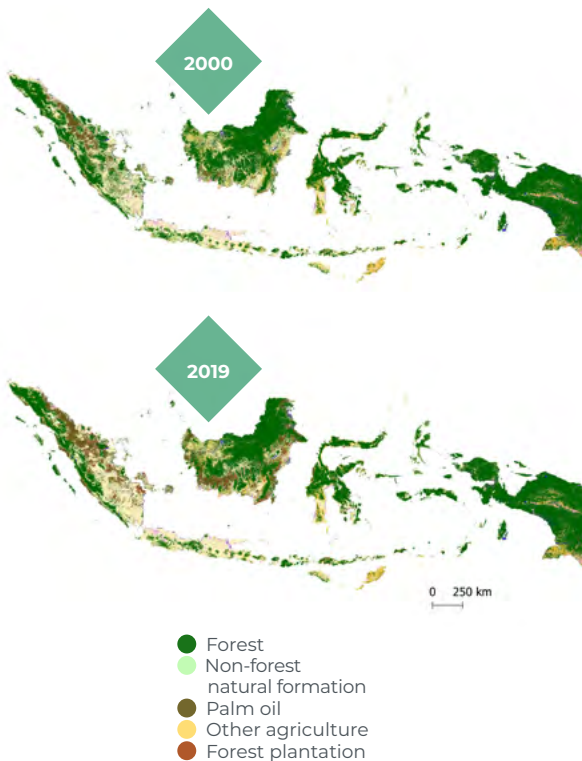 2000
2019
0 250 km
Forest
Non-forest
natural formation
Palm oil
Other agriculture
Forest plantation